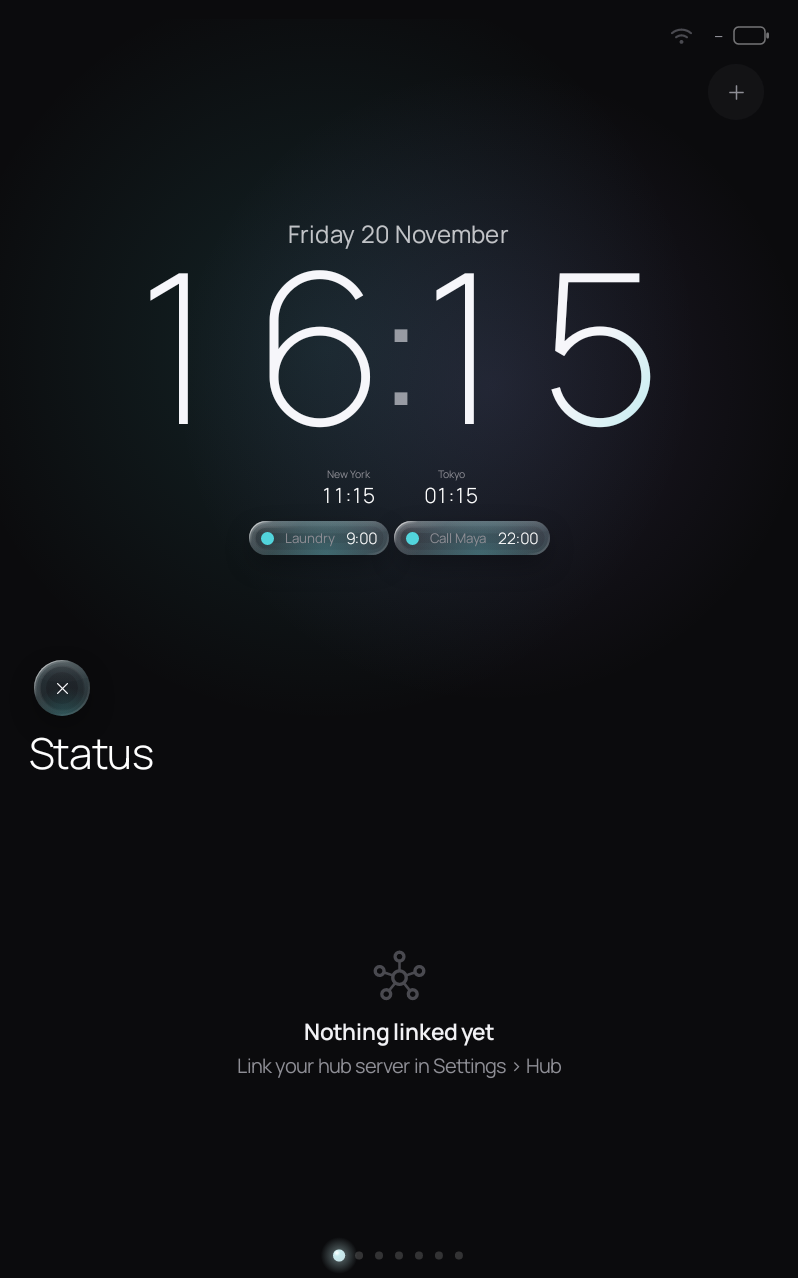 –
+
Friday 20 November
16:15
New York Tokyo
11:15 01:15
Laundry 9:00 Call Maya 22:00
Status
Nothing linked yet
Link your hub server in Settings > Hub